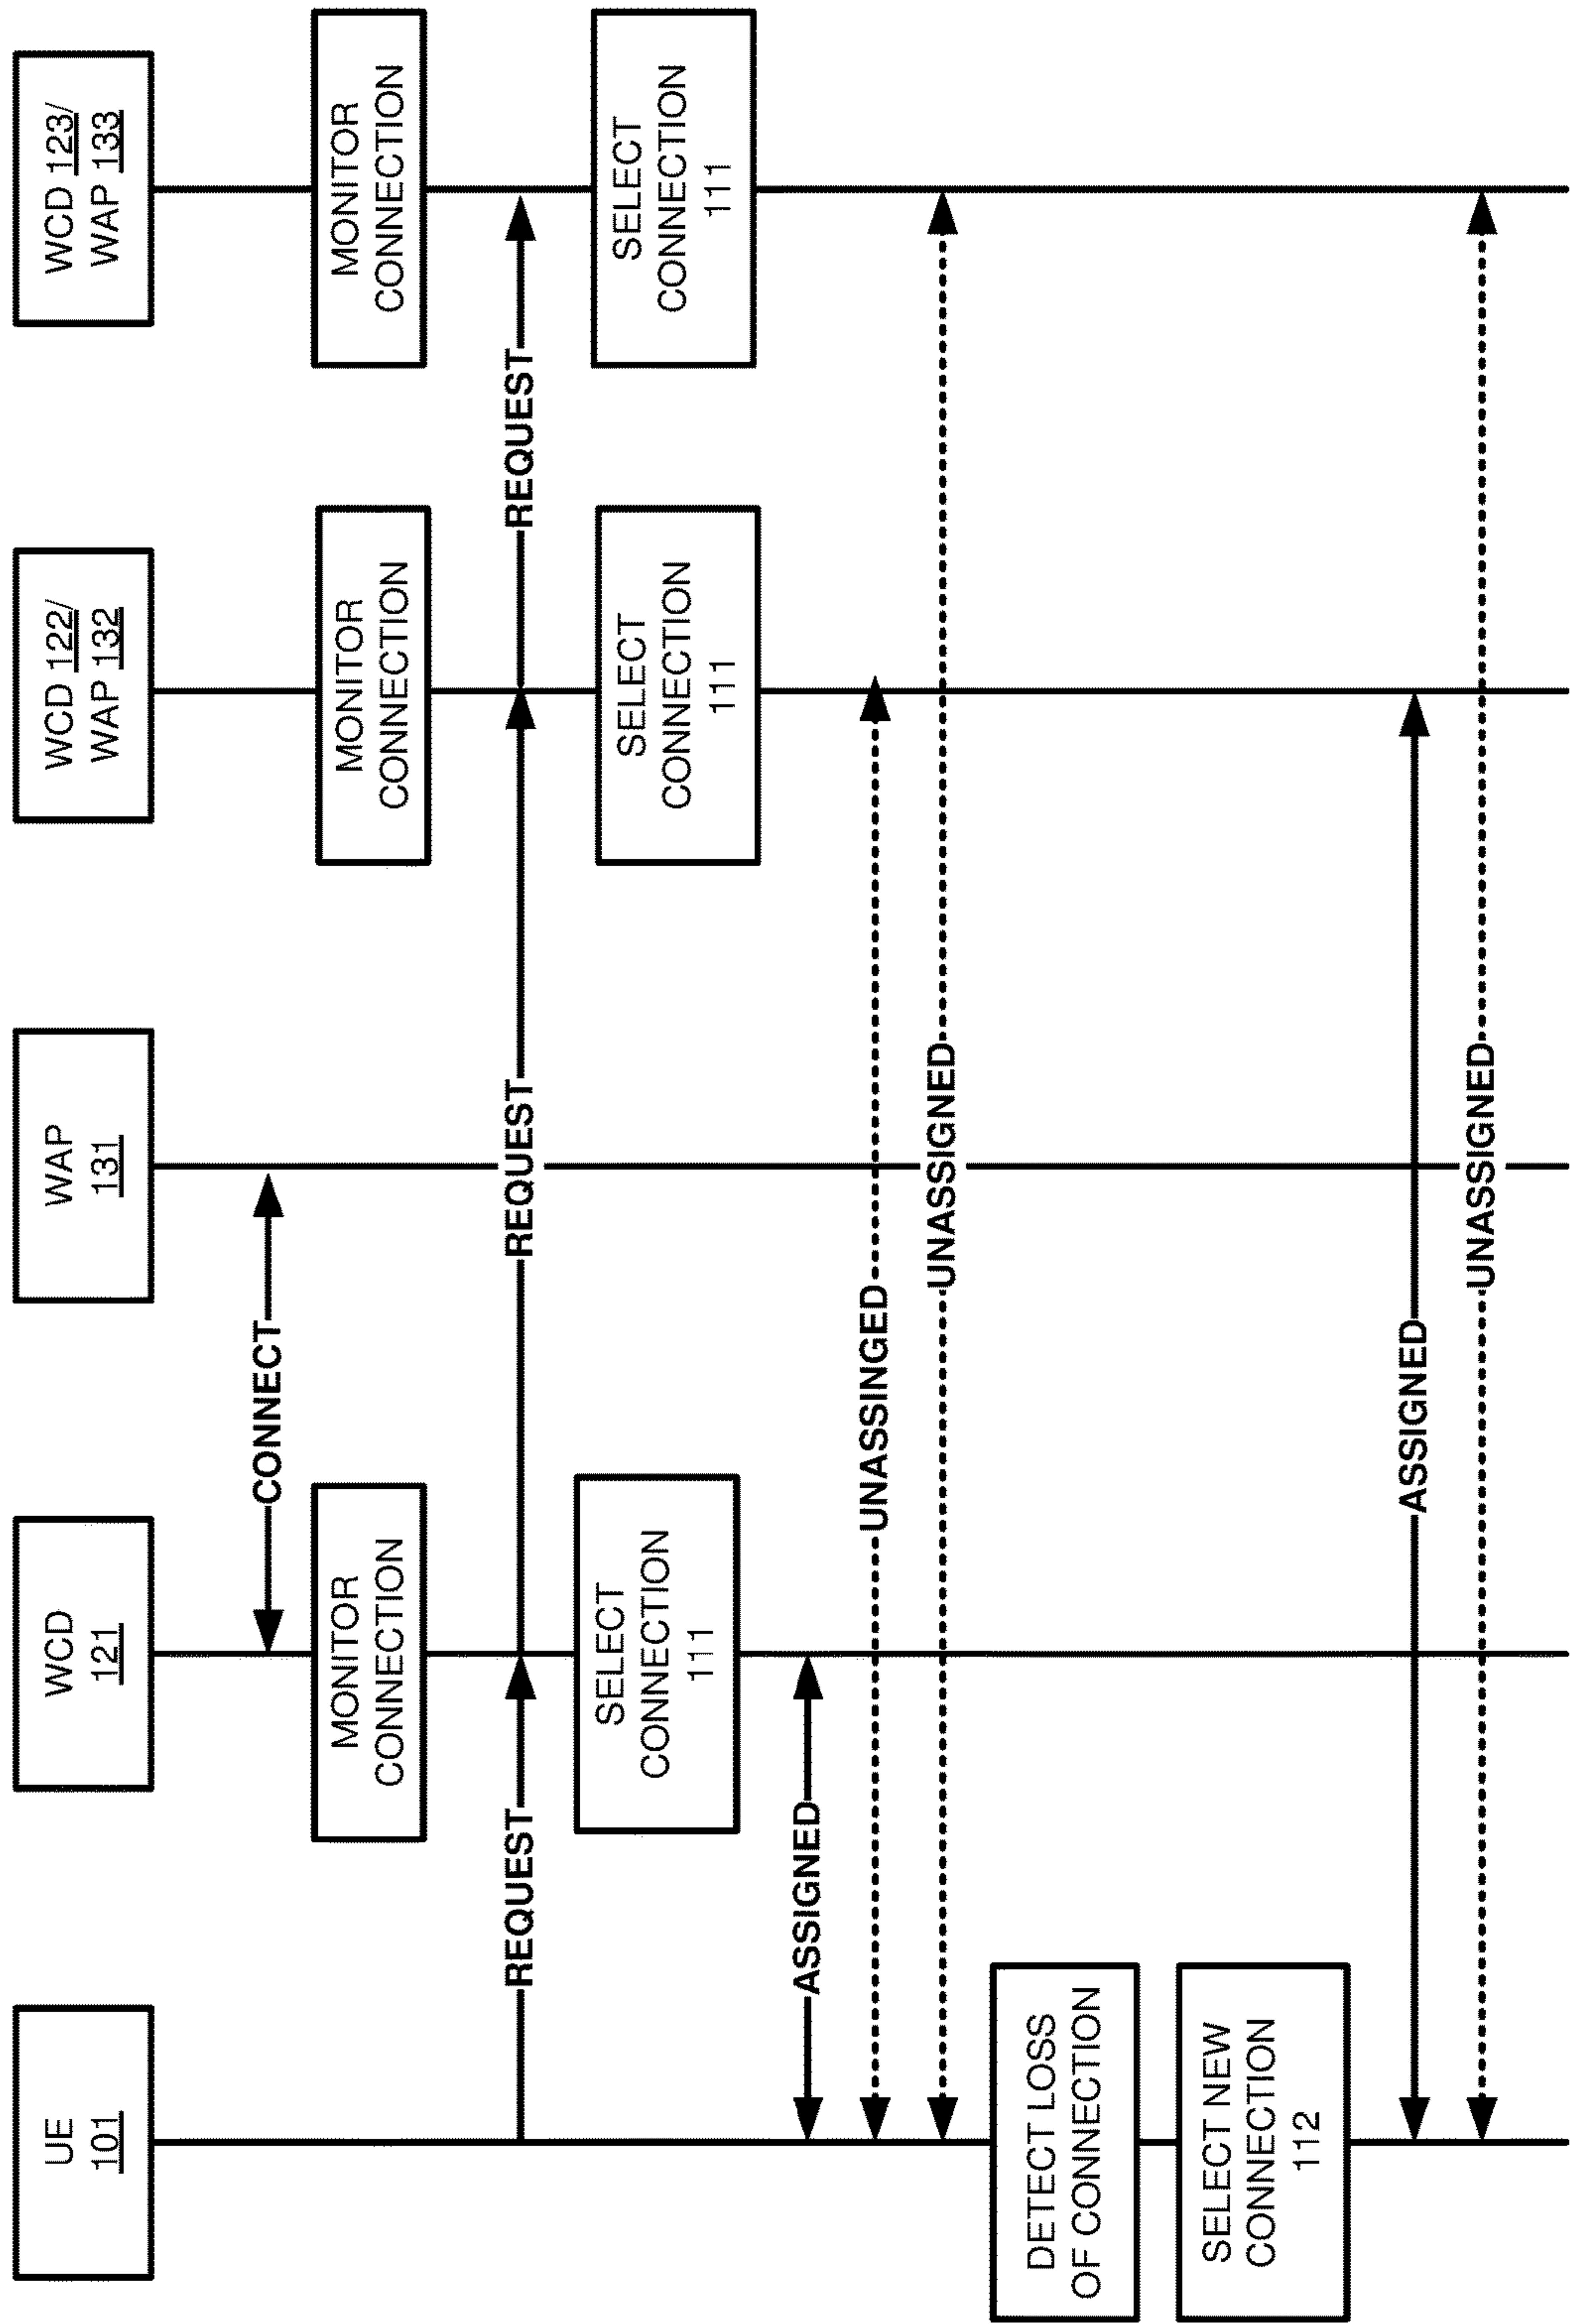 UE
101
WCD
121
WAP
131
WCD 122/
WAP 132
WCD 123/
WAP 133
CONNECT
MONITOR
CONNECTION
MONITOR
CONNECTION
MONITOR
CONNECTION
REQUEST
REQUEST
REQUEST
SELECT
CONNECTION
111
SELECT
CONNECTION
111
SELECT
CONNECTION
111
ASSIGNED
UNASSINGED
UNASSIGNED
DETECT LOSS
OF CONNECTION
SELECT NEW
CONNECTION
112
ASSIGNED
UNASSIGNED